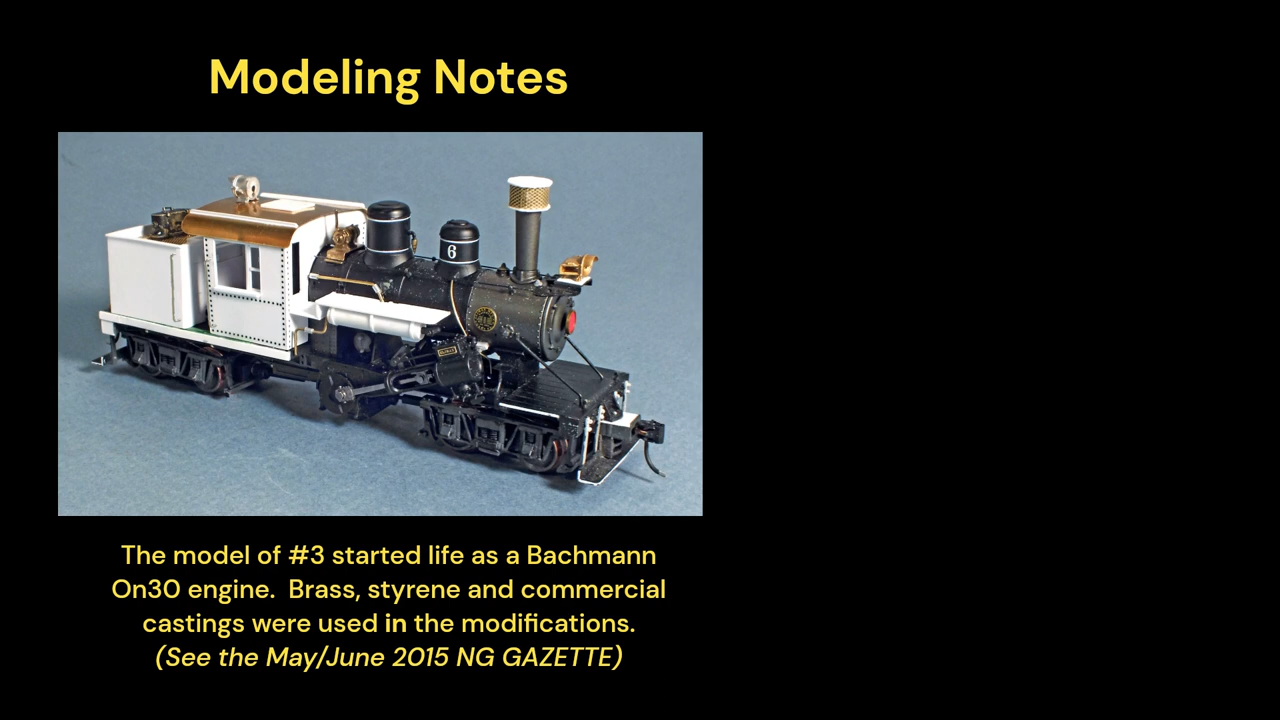 Modeling Notes
6
The model of #3 started life as a Bachmann
On30 engine.  Brass, styrene and commercial
castings were used in the modifications.
(See the May/June 2015 NG GAZETTE)